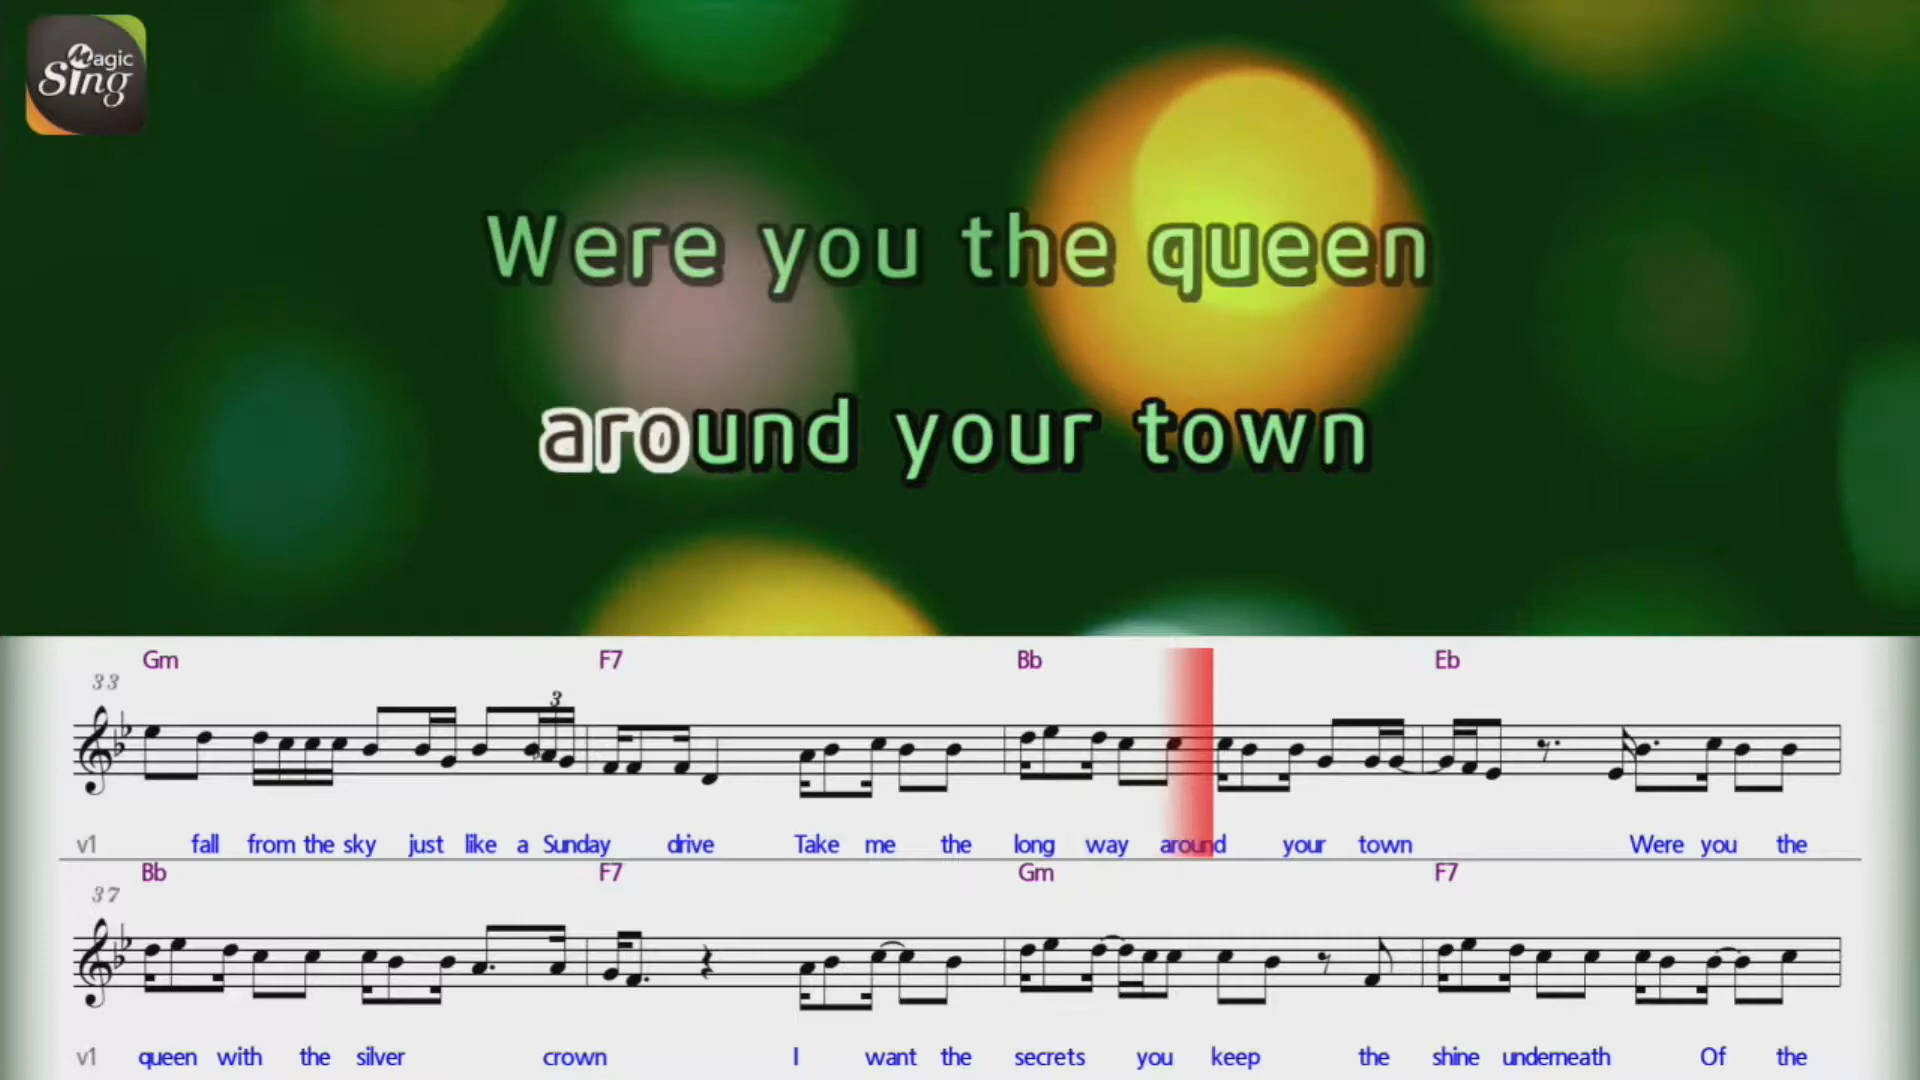 Magic
Sing
Were you the queen
around your town
Gm F7 Bb Eb
33
3
v1 fall from the sky just like a Sunday drive Take me the long way around your town Were you the
Bb F7 Gm F7
37
v1 queen with the silver crown I want the secrets you keep the shine underneath Of the